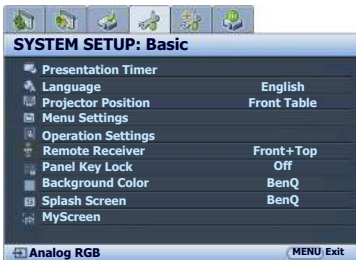 SYSTEM SETUP: Basic
Presentation Timer
Language English
Projector Position Front Table
Menu Settings
Operation Settings
Remote Receiver Front+Top
Panel Key Lock Off
Background Color BenQ
Splash Screen BenQ
MyScreen
Analog RGB MENU Exit